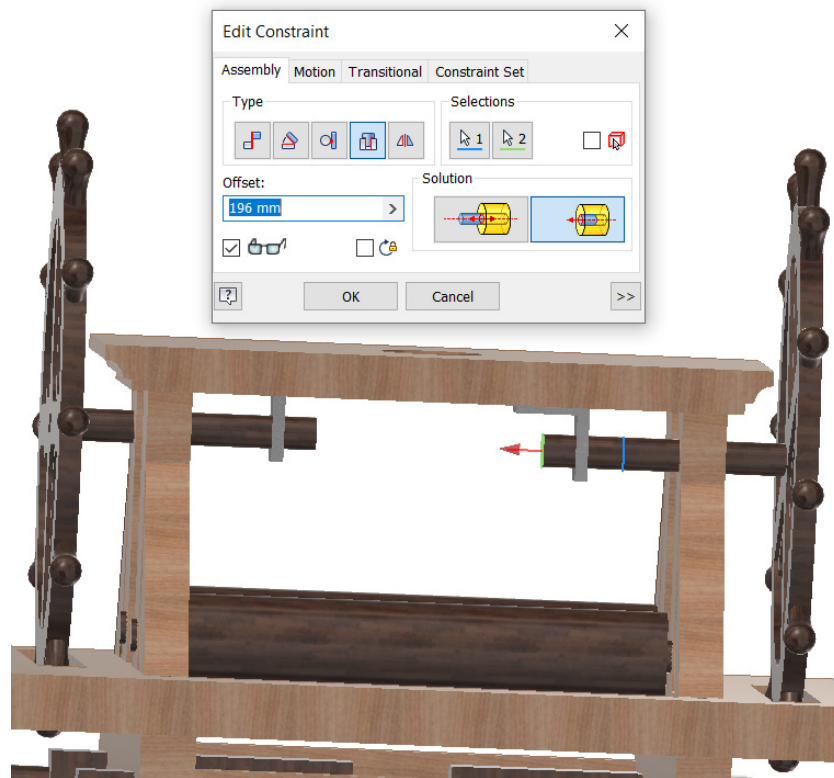 Edit Constraint
Assembly Motion Transitional Constraint Set
Type
Selections
1
2
Offset:
Solution
196 mm
>
?
OK
Cancel
>>